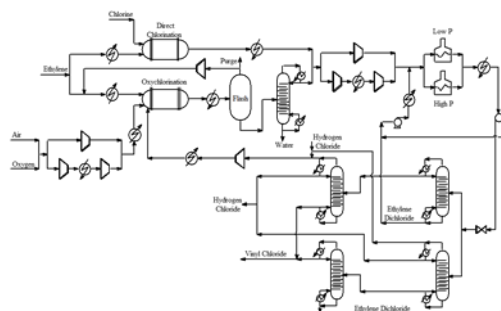 Chlorine
Direct
Chlorination
Ethylene
Purge
Oxychlorination
Flash
Low P
High P
Air
Oxygen
Water
Hydrogen
Chloride
Hydrogen
Chloride
Ethylene
Dichloride
Vinyl Chloride
Ethylene Dichloride